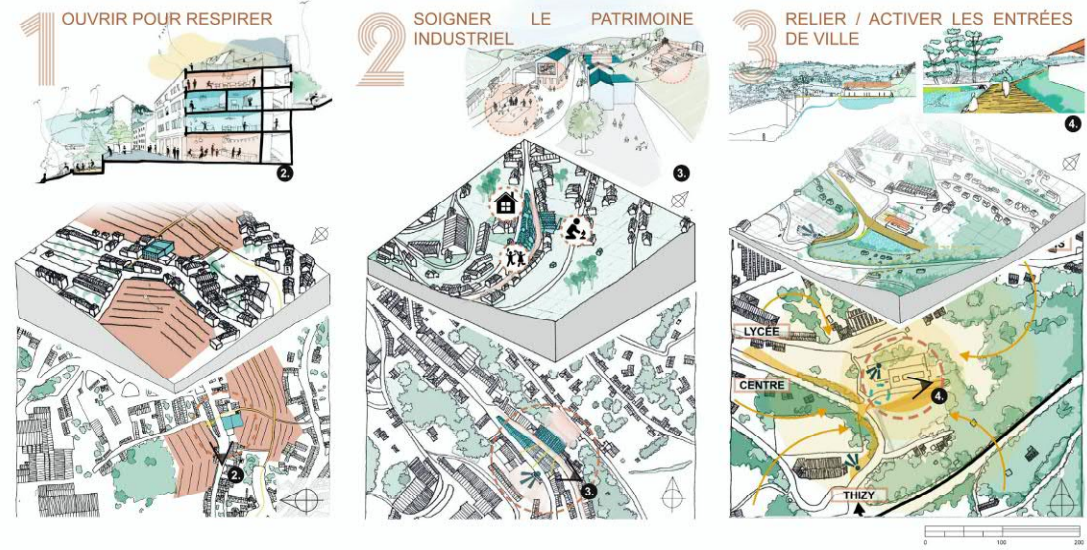 1 OUVRIR POUR RESPIRER
2.
2.
2 SOIGNER LE PATRIMOINE
INDUSTRIEL
3.
3.
3 RELIER / ACTIVER LES ENTRÉES
DE VILLE
4.
LYCÉE
CENTRE
4.
THIZY
0 100 200